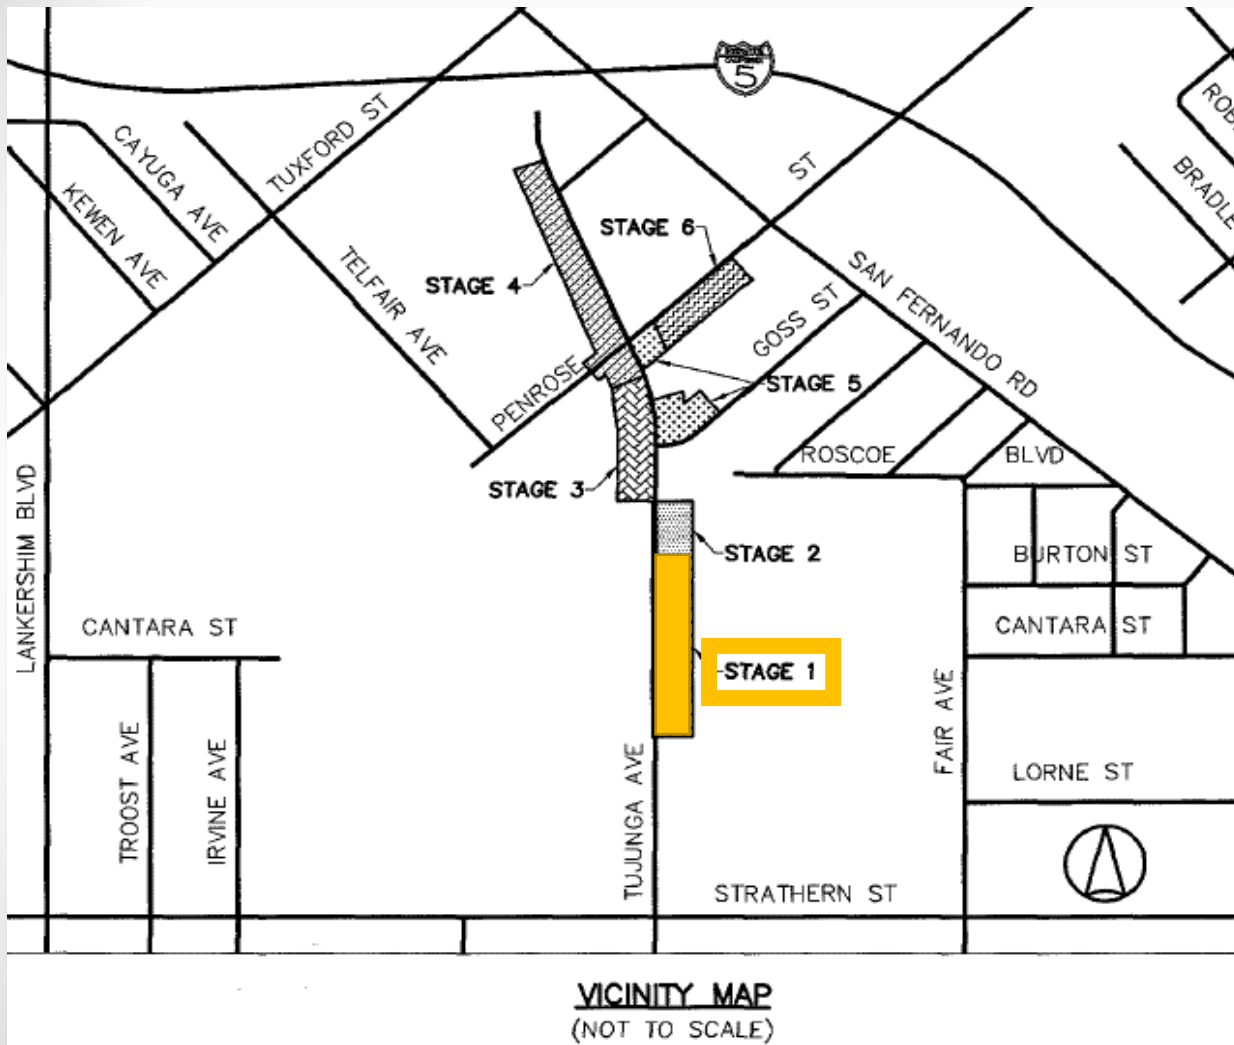 5
ROB
BRADLE
TUXFORD ST
CAYUGA AVE
KEWEN AVE
ST
STAGE 6
STAGE 4
TELFAIR AVE
SAN FERNANDO RD
GOSS ST
PENROSE
STAGE 5
ROSCOE
BLVD
STAGE 3
LANKERSHIM BLVD
STAGE 2
BURTON ST
CANTARA ST
CANTARA ST
STAGE 1
FAIR AVE
TROOST AVE
IRVINE AVE
TUJUNGA AVE
LORNE ST
STRATHERN ST
VICINITY MAP
(NOT TO SCALE)